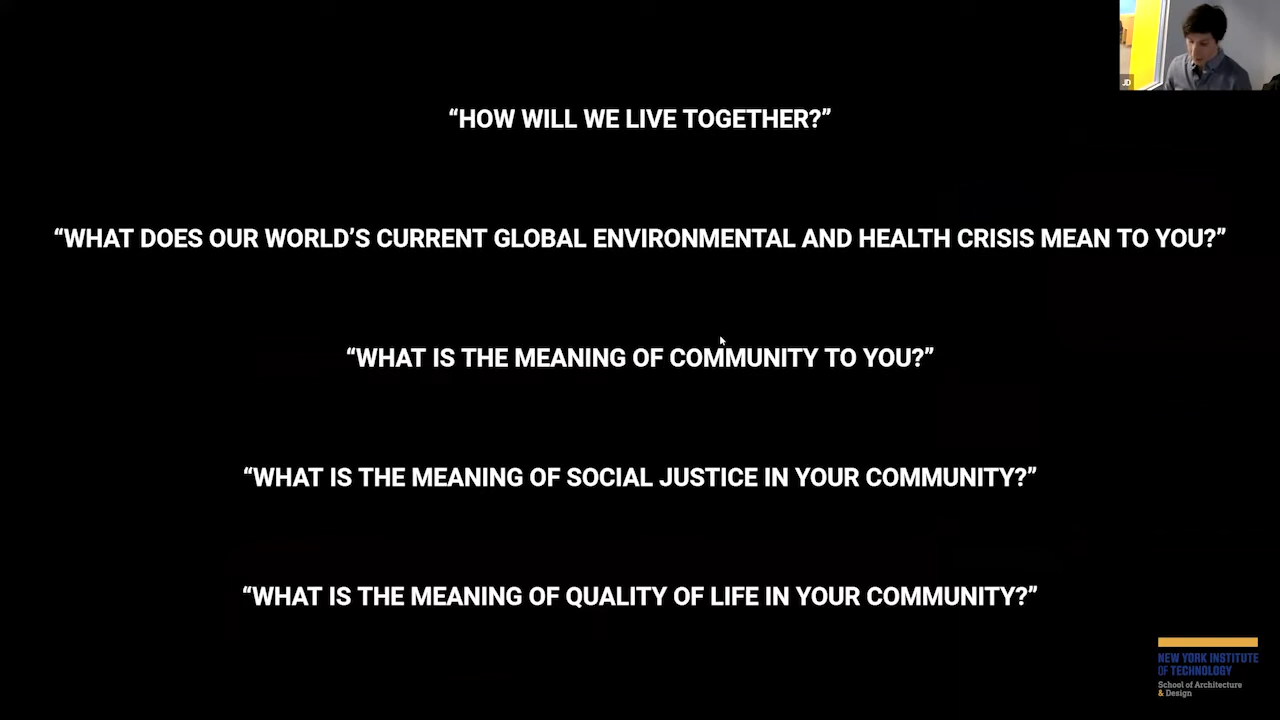 JD
“HOW WILL WE LIVE TOGETHER?”
“WHAT DOES OUR WORLD’S CURRENT GLOBAL ENVIRONMENTAL AND HEALTH CRISIS MEAN TO YOU?”
“WHAT IS THE MEANING OF COMMUNITY TO YOU?”
“WHAT IS THE MEANING OF SOCIAL JUSTICE IN YOUR COMMUNITY?”
“WHAT IS THE MEANING OF QUALITY OF LIFE IN YOUR COMMUNITY?”
NEW YORK INSTITUTE
OF TECHNOLOGY
School of Architecture
& Design